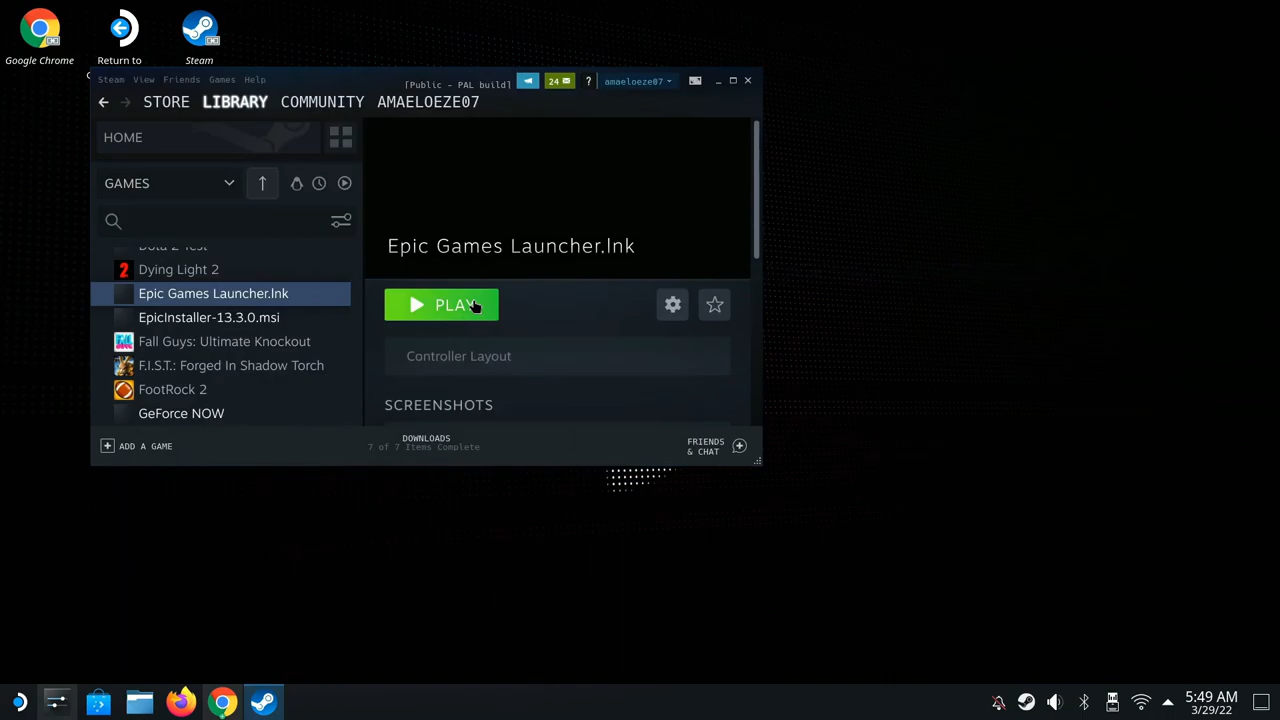 Google Chrome
Return to
Steam
Steam View Friends Games Help
[Public - PAL build]
24
?
amaeloeze07
STORE LIBRARY COMMUNITY AMAELOEZE07
HOME
GAMES
Dota 2 Test
Dying Light 2
Epic Games Launcher.lnk
EpicInstaller-13.3.0.msi
Fall Guys: Ultimate Knockout
F.I.S.T.: Forged In Shadow Torch
FootRock 2
GeForce NOW
Epic Games Launcher.lnk
PLAY
Controller Layout
SCREENSHOTS
ADD A GAME
DOWNLOADS
7 of 7 Items Complete
FRIENDS
& CHAT
5:49 AM
3/29/22